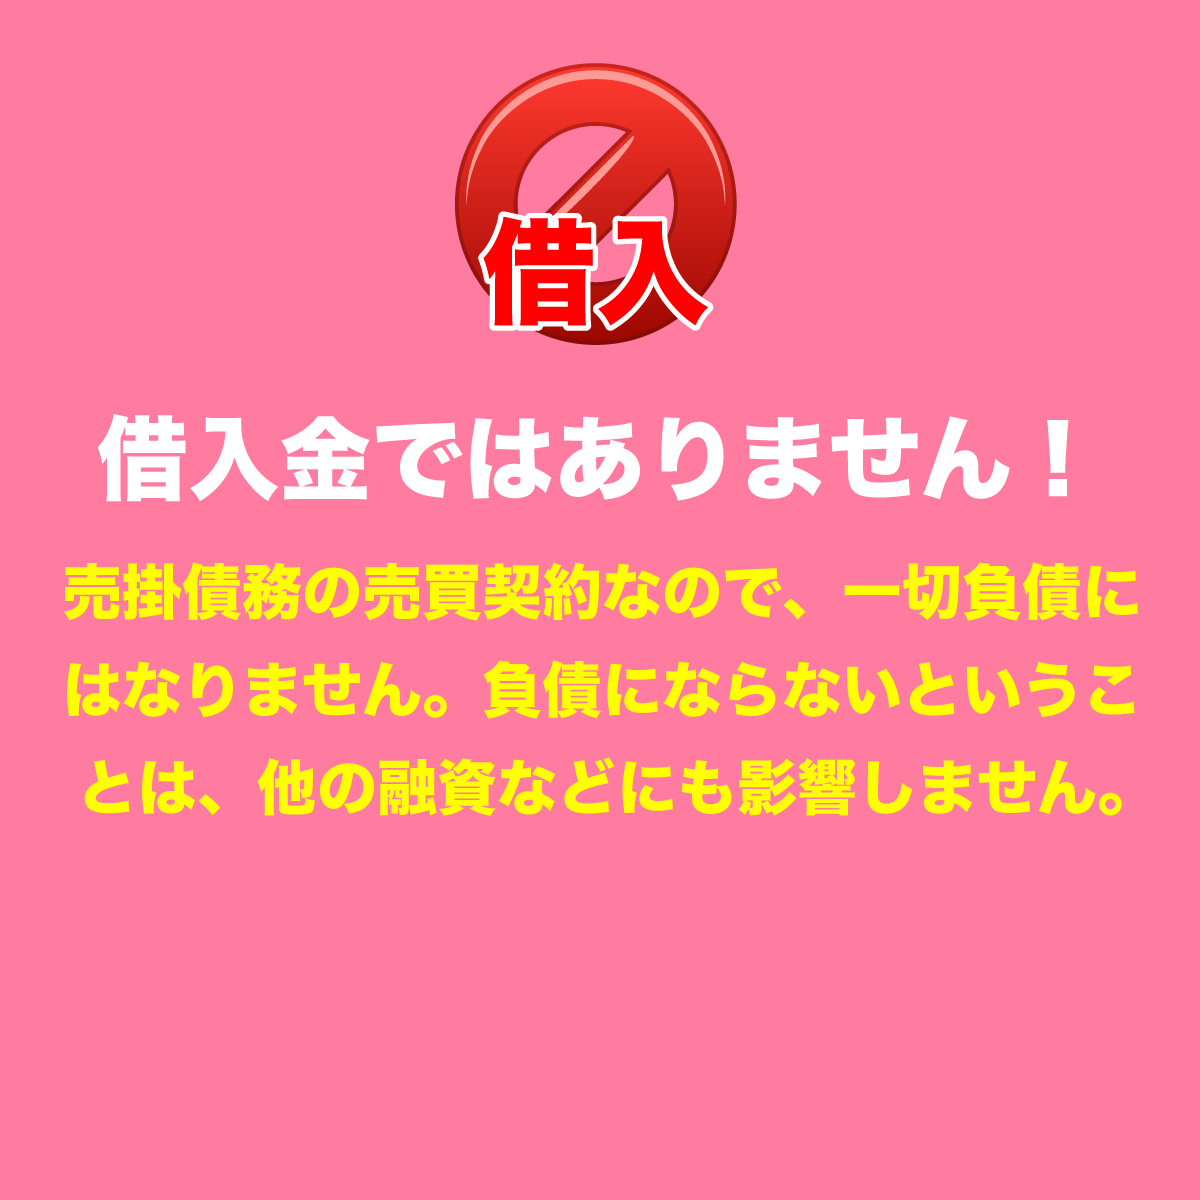 借入
借入金ではありません！
売掛債務の売買契約なので、一切負債に
はなりません。負債にならないというこ
とは、他の融資などにも影響しません。